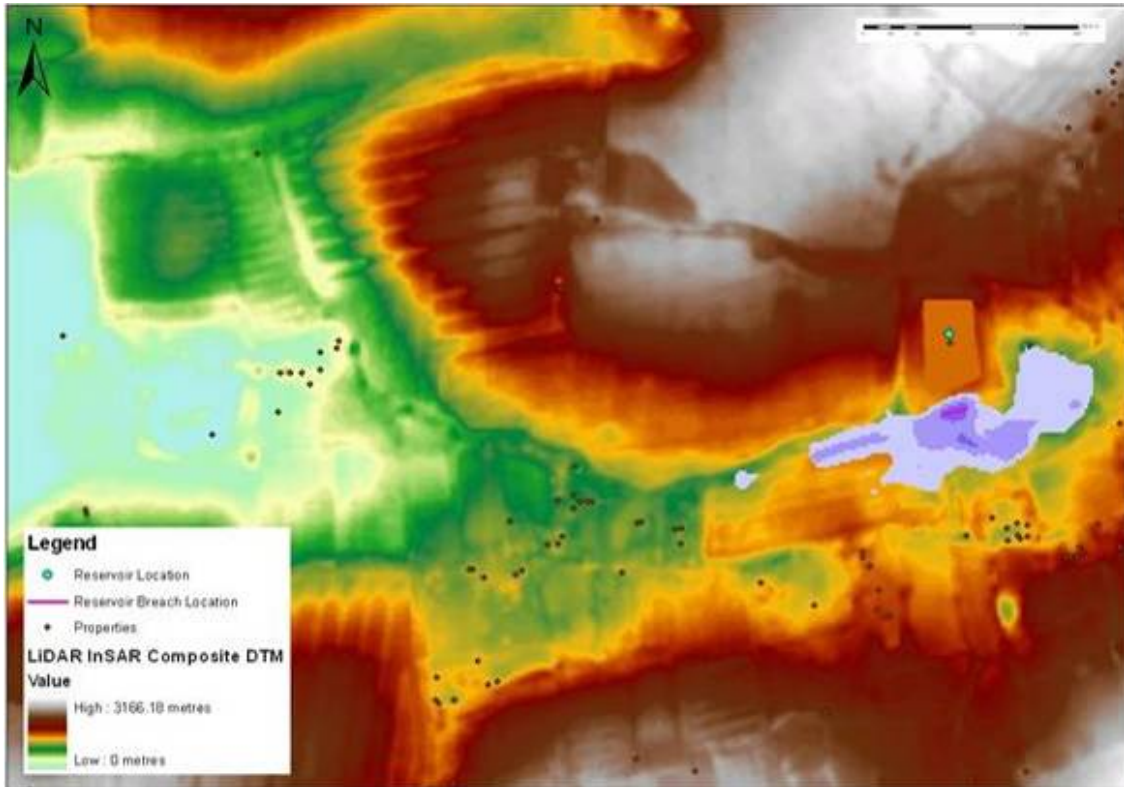 N
Legend
Reservoir Location
Reservoir Breach Location
Properties
LiDAR InSAR Composite DTM
Value
High : 3166.18 metres
Low : 0 metres